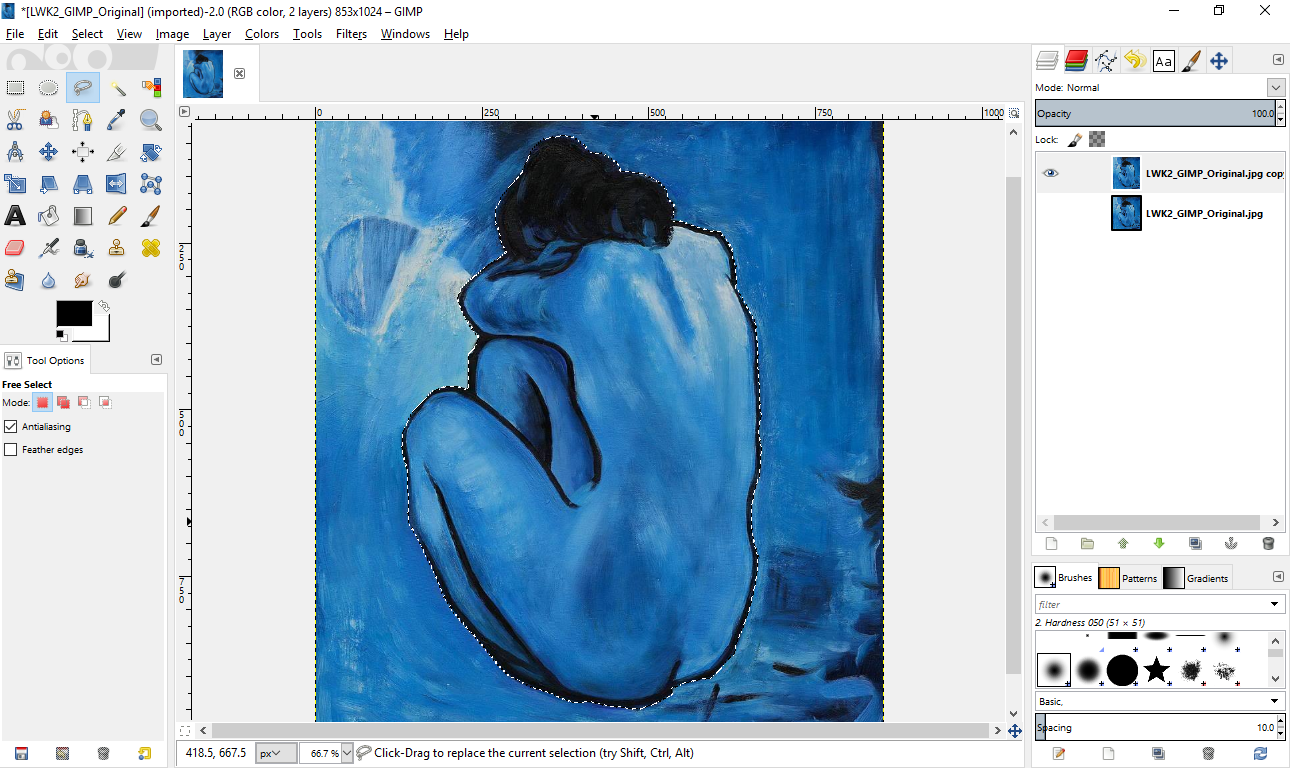 *[LWK2_GIMP_Original] (imported)-2.0 (RGB color, 2 layers) 853x1024 – GIMP
File Edit Select View Image Layer Colors Tools Filters Windows Help
Mode: Normal
0 250 500 750 1000
Opacity 100.0
Lock:
LWK2_GIMP_Original.jpg cop
LWK2_GIMP_Original.jpg
250
500
750
Tool Options
Free Select
Mode:
Antialiasing
Feather edges
Brushes Patterns Gradients
filter
2. Hardness 050 (51 × 51)
Basic,
Spacing 10.0
418.5, 667.5 px 66.7 % Click-Drag to replace the current selection (try Shift, Ctrl, Alt)